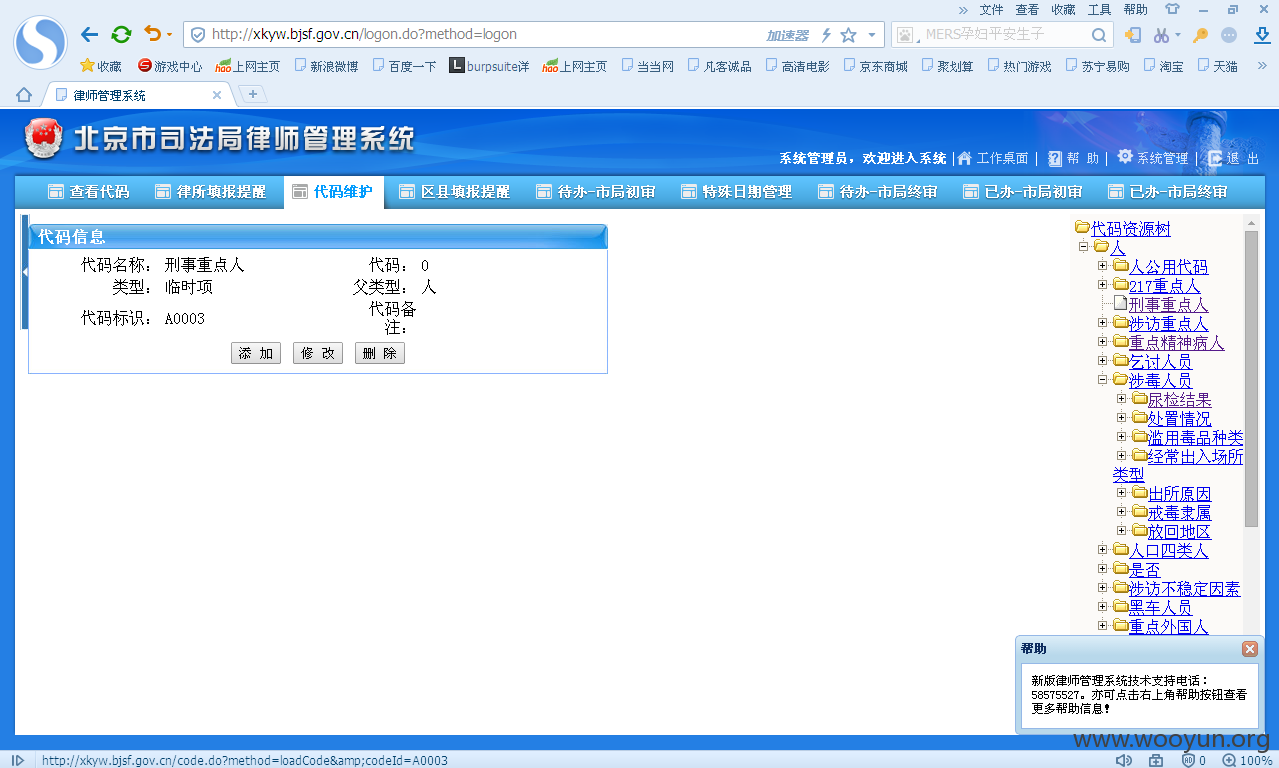 文件 查看 收藏 工具 帮助
http://xkyw.bjsf.gov.cn/logon.do?method=logon 加速器 MERS孕妇平安生子
收藏 游戏中心 上网主页 新浪微博 百度一下 burpsuite详 上网主页 当当网 凡客诚品 高清电影 京东商城 聚划算 热门游戏 苏宁易购 淘宝 天猫
律师管理系统
北京市司法局律师管理系统
系统管理员，欢迎进入系统 | 工作桌面 | 帮 助 | 系统管理 | 退 出
查看代码 律所填报提醒 代码维护 区县填报提醒 待办-市局初审 特殊日期管理 待办-市局终审 已办-市局初审 已办-市局终审
代码信息
代码名称： 刑事重点人 代码： 0
类型： 临时项 父类型： 人
代码标识： A0003 代码备注：
添 加 修 改 删 除
代码资源树
人
人公用代码
217重点人
刑事重点人
涉访重点人
重点精神病人
乞讨人员
涉毒人员
尿检结果
处置情况
滥用毒品种类
经常出入场所
类型
出所原因
戒毒隶属
放回地区
人口四类人
是否
涉访不稳定因素
黑车人员
重点外国人
帮助
新版律师管理系统技术支持电话：
58575527。亦可点击右上角帮助按钮查看
更多帮助信息！
www.wooyun.org
http://xkyw.bjsf.gov.cn/code.do?method=loadCode&amp;codeId=A0003 0 100%